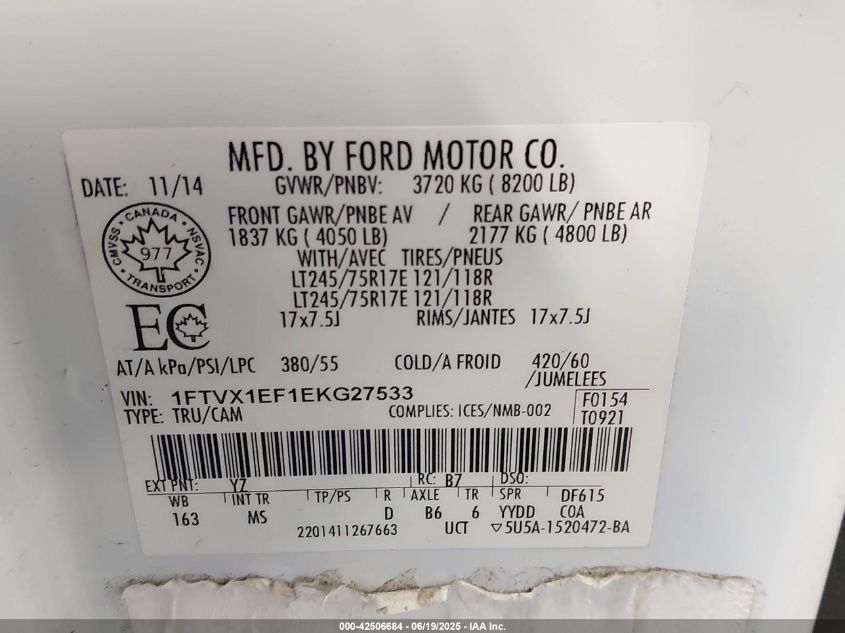 MFD. BY FORD MOTOR CO.
DATE: 11/14 GVWR/PNBV: 3720 KG ( 8200 LB)
FRONT GAWR/PNBE AV / REAR GAWR/ PNBE AR
1837 KG ( 4050 LB) 2177 KG ( 4800 LB)
WITH/AVEC TIRES/PNEUS
LT245/75R17E 121/118R
LT245/75R17E 121/118R
17x7.5J RIMS/JANTES 17x7.5J
CANADA
CMVSS NSVAC
977
TRANSPORT
EC
AT/A kPa/PSI/LPC 380/55 COLD/A FROID 420/60
/JUMELEES
VIN: 1FTVX1EF1EKG27533 F0154
TYPE: TRU/CAM COMPLIES: ICES/NMB-002 T0921
EXT PNT: YZ RC: B7 DSO:
WB INT TR TP/PS R AXLE TR SPR DF615
163 MS D B6 6 YYDD COA
2201411267663 UCT ▽5U5A-1520472-BA
000-42506684 - 06/19/2025 - IAA Inc.